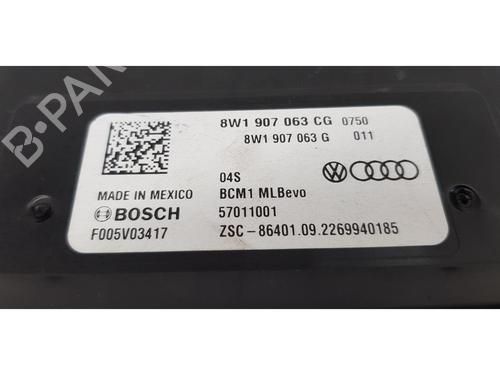 8W1 907 063 CG 0750
8W1 907 063 G 011
04S
MADE IN MEXICO BCM1 MLBevo
BOSCH 57011001
F005V03417 ZSC-86401.09.2269940185
B-PARTS